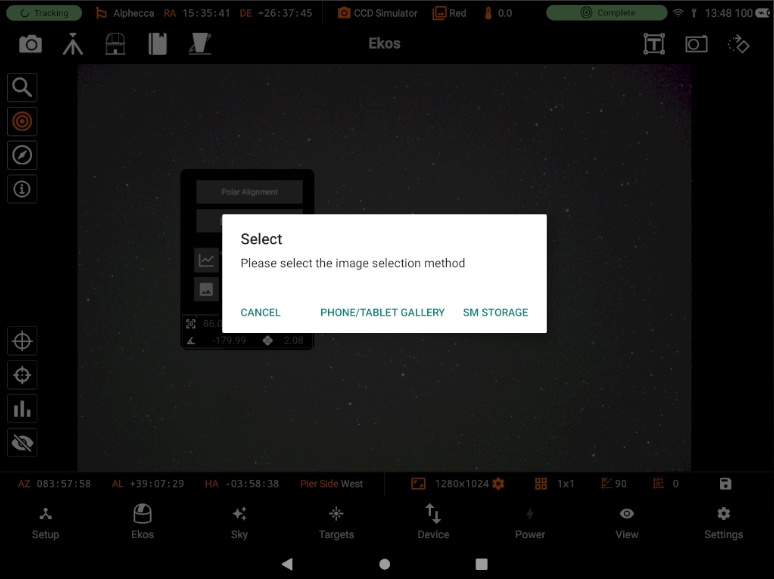 Tracking Alphecca RA 15:35:41 DE +26:37:45 CCD Simulator Red 0.0 Complete 13:48 100
Ekos
Polar Alignment
Select
Please select the image selection method
CANCEL PHONE/TABLET GALLERY SM STORAGE
86.0
-179.99 2.08
AZ 083:57:58 AL +39:07:29 HA -03:58:38 Pier Side West 1280x1024 1x1 90 0
Setup Ekos Sky Targets Device Power View Settings